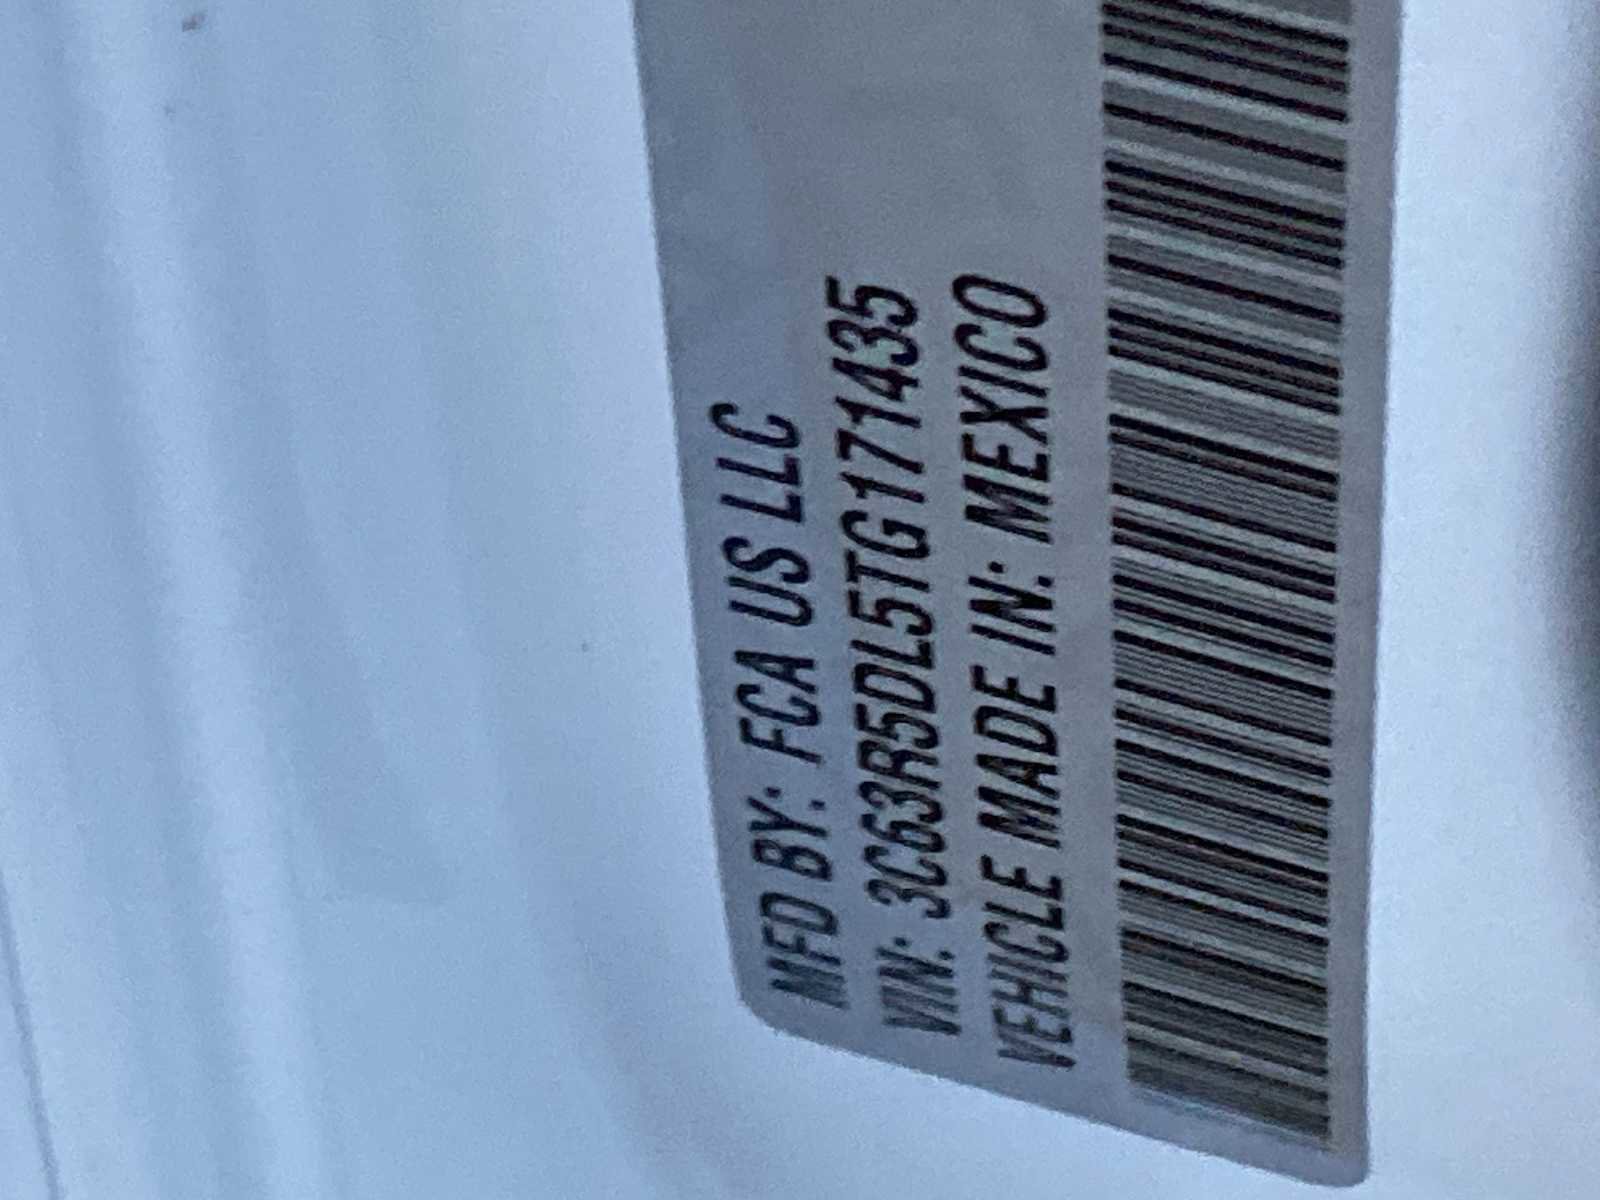 MFD BY: FCA US LLC
VIN: 3C63R5DL5TG171435
VEHICLE MADE IN: MEXICO